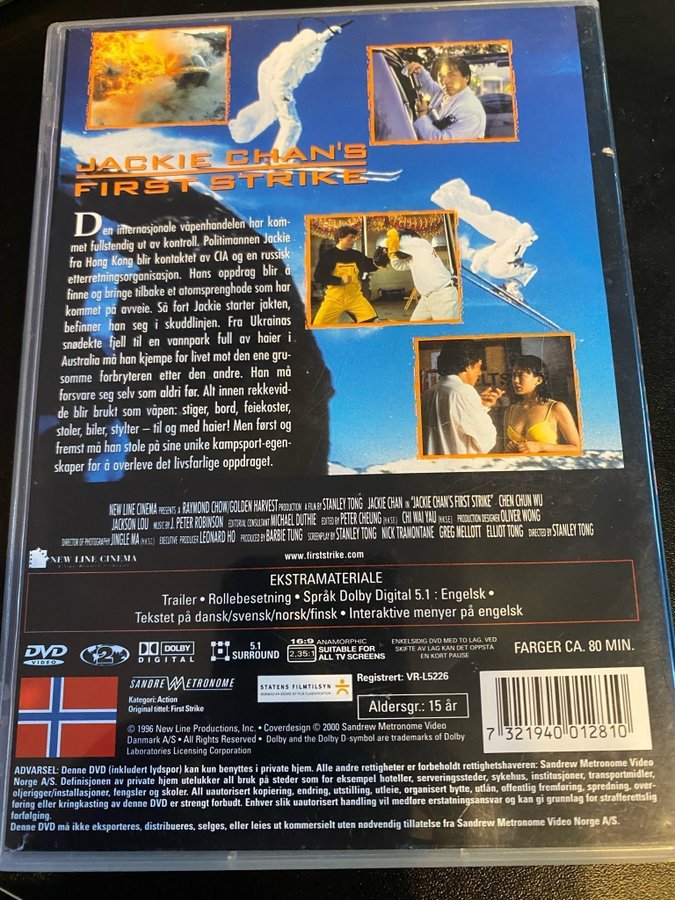 JACKIE CHAN'S
FIRST STRIKE
Den internasjonale våpenhandelen har kom-
met fullstendig ut av kontroll. Politimannen Jackie
fra Hong Kong blir kontaktet av CIA og en russisk
etterretningsorganisasjon. Hans oppdrag blir å
finne og bringe tilbake et atomsprenghode som har
kommet på avveie. Så fort Jackie starter jakten,
befinner han seg i skuddlinjen. Fra Ukrainas
snødekte fjell til en vannpark full av haier i
Australia må han kjempe for livet mot den ene gru-
somme forbryteren etter den andre. Han må
forsvare seg selv som aldri før. Alt innen rekkevid-
de blir brukt som våpen: stiger, bord, feiekoster,
stoler, biler, stylter – til og med haier! Men først og
fremst må han stole på sine unike kampsport-egen-
skaper for å overleve det livsfarlige oppdraget.
NEW LINE CINEMA PRESENTS A RAYMOND CHOW/GOLDEN HARVEST PRODUCTION A FILM BY STANLEY TONG JACKIE CHAN IN "JACKIE CHAN'S FIRST STRIKE" CHEN CHUN WU
JACKSON LOU MUSIC BY J. PETER ROBINSON EDITORIAL CONSULTANT MICHAEL DUTHIE EDITED BY PETER CHEUNG (H.K.S.E.) CHI WAI YAU (H.K.S.E.) PRODUCTION DESIGNER OLIVER WONG
DIRECTOR OF PHOTOGRAPHY JINGLE MA (H.K.S.C.) EXECUTIVE PRODUCER LEONARD HO PRODUCED BY BARBIE TUNG SCREENPLAY BY STANLEY TONG NICK TRAMONTANE GREG MELLOTT ELLIOT TONG DIRECTED BY STANLEY TONG
NEW LINE CINEMA
www.firststrike.com
EKSTRAMATERIALE
Trailer • Rollebesetning • Språk Dolby Digital 5.1 : Engelsk •
Tekstet på dansk/svensk/norsk/finsk • Interaktive menyer på engelsk
DVD
VIDEO
2
DOLBY
DIGITAL
5.1
SURROUND
16:9 ANAMORPHIC
2.35:1 SUITABLE FOR
ALL TV SCREENS
ENKELSIDIG DVD MED TO LAG. VED
SKIFTE AV LAG KAN DET OPPSTA
EN KORT PAUSE
FARGER CA. 80 MIN.
SANDREW METRONOME
Kategori: Action
Original tittel: First Strike
STATENS FILMTILSYN
NORWEGIAN BOARD OF FILM CLASSIFICATION
Registrert: VR-L5226
Aldersgr.: 15 år
7 321940 012810
© 1996 New Line Productions, Inc. • Coverdesign © 2000 Sandrew Metronome Video
Danmark A/S • All Rights Reserved • Dolby and the Dolby D-symbol are trademarks of Dolby
Laboratories Licensing Corporation
ADVARSEL: Denne DVD (inkludert lydspor) kan kun benyttes i private hjem. Alle andre rettigheter er forbeholdt rettighetshaveren: Sandrew Metronome Video
Norge A/S. Definisjonen av private hjem utelukker all bruk på steder som for eksempel hoteller, serveringssteder, sykehus, institusjoner, transportmidler,
oljerigger/installasjoner, fengsler og skoler. All uautorisert kopiering, endring, utstilling, utleie, organisert bytte, utlån, offentlig fremføring, spredning, over-
føring eller kringkasting av denne DVD er strengt forbudt. Enhver slik uautorisert handling vil medføre erstatningsansvar og kan gi grunnlag for strafferettslig
forfølging.
Denne DVD må ikke eksporteres, distribueres, selges, eller leies ut kommersielt uten nødvendig tillatelse fra Sandrew Metronome Video Norge A/S.